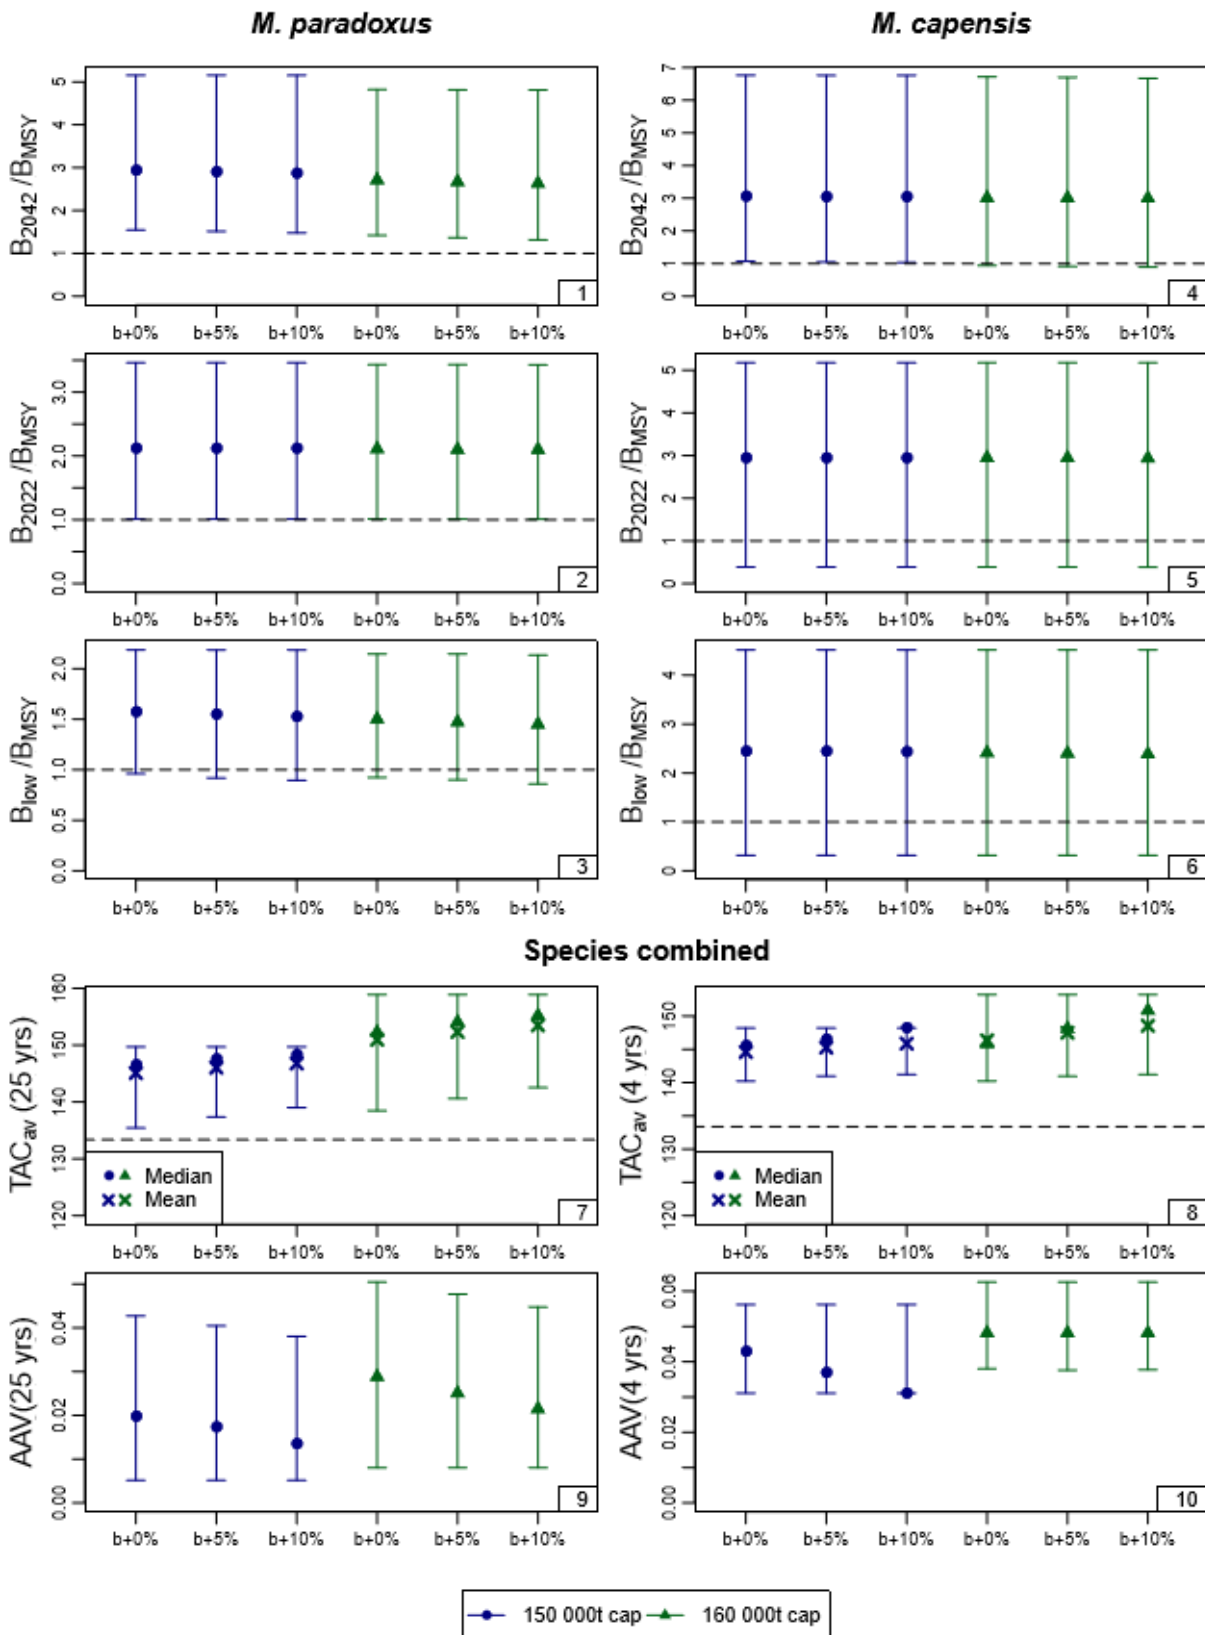 M. paradoxus
M. capensis
B2042 /BMSY
0 1 2 3 4 5
1
b+0% b+5% b+10% b+0% b+5% b+10%
B2042 /BMSY
0 1 2 3 4 5 6 7
4
b+0% b+5% b+10% b+0% b+5% b+10%
B2022 /BMSY
0.0 1.0 2.0 3.0
2
b+0% b+5% b+10% b+0% b+5% b+10%
B2022 /BMSY
0 1 2 3 4 5
5
b+0% b+5% b+10% b+0% b+5% b+10%
Blow /BMSY
0.0 0.5 1.0 1.5 2.0
3
b+0% b+5% b+10% b+0% b+5% b+10%
Blow /BMSY
0 1 2 3 4
6
b+0% b+5% b+10% b+0% b+5% b+10%
Species combined
TACav (25 yrs)
120 130 140 150 160
Median
Mean
7
b+0% b+5% b+10% b+0% b+5% b+10%
TACav (4 yrs)
120 130 140 150
Median
Mean
8
b+0% b+5% b+10% b+0% b+5% b+10%
AAV(25 yrs)
0.00 0.02 0.04
9
b+0% b+5% b+10% b+0% b+5% b+10%
AAV(4 yrs)
0.00 0.02 0.04 0.06
10
b+0% b+5% b+10% b+0% b+5% b+10%
150 000t cap 160 000t cap